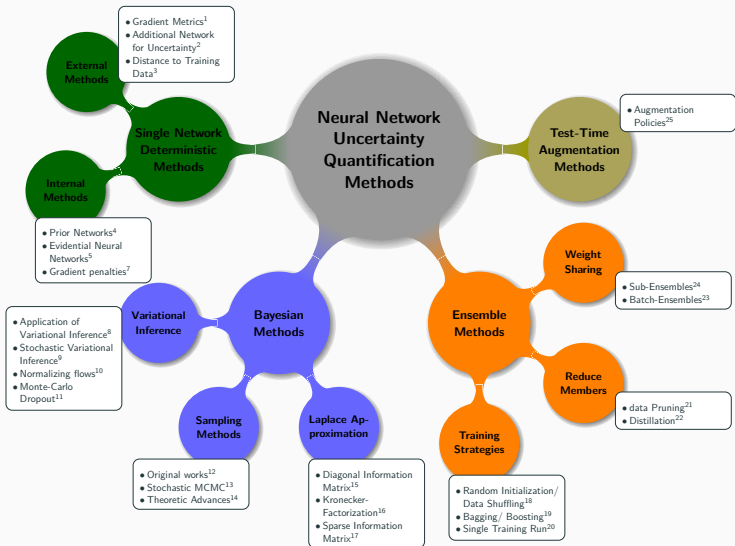 Neural Network
Uncertainty
Quantification
Methods
Single Network
Deterministic
Methods
External
Methods
• Gradient Metrics¹
• Additional Network
for Uncertainty²
• Distance to Training
Data³
Internal
Methods
• Prior Networks⁴
• Evidential Neural
Networks⁵
• Gradient penalties⁷
Test-Time
Augmentation
Methods
• Augmentation
Policies²⁵
Bayesian
Methods
Variational
Inference
• Application of
Variational Inference⁸
• Stochastic Variational
Inference⁹
• Normalizing flows¹⁰
• Monte-Carlo
Dropout¹¹
Sampling
Methods
• Original works¹²
• Stochastic MCMC¹³
• Theoretic Advances¹⁴
Laplace Ap-
proximation
• Diagonal Information
Matrix¹⁵
• Kronecker-
Factorization¹⁶
• Sparse Information
Matrix¹⁷
Ensemble
Methods
Weight
Sharing
• Sub-Ensembles²⁴
• Batch-Ensembles²³
Reduce
Members
• data Pruning²¹
• Distillation²²
Training
Strategies
• Random Initialization/
Data Shuffling¹⁸
• Bagging/ Boosting¹⁹
• Single Training Run²⁰